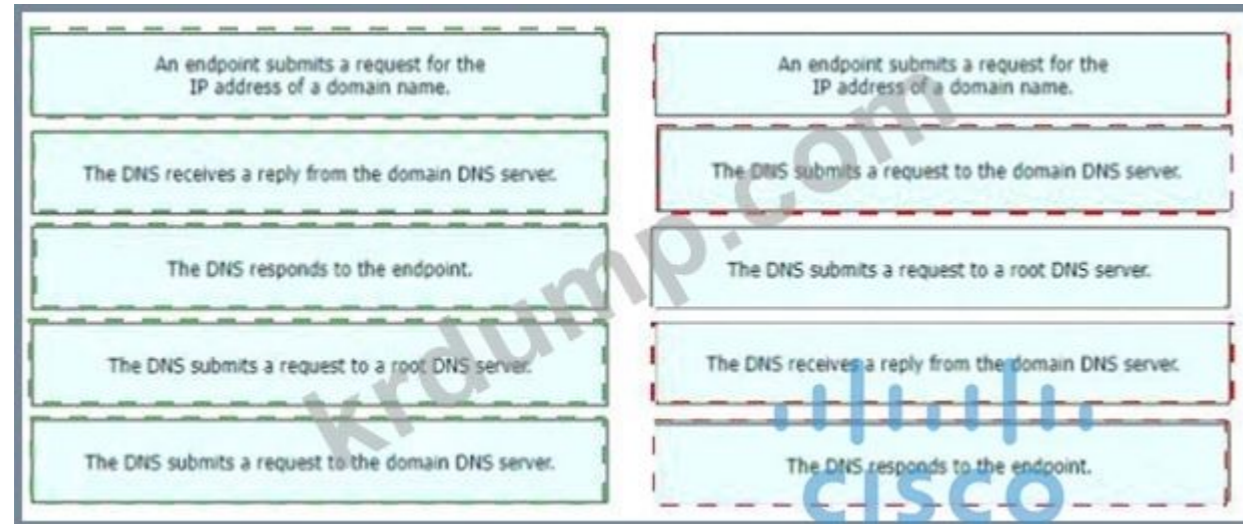 An endpoint submits a request for the
IP address of a domain name.
The DNS receives a reply from the domain DNS server.
The DNS responds to the endpoint.
The DNS submits a request to a root DNS server.
The DNS submits a request to the domain DNS server.
An endpoint submits a request for the
IP address of a domain name.
The DNS submits a request to the domain DNS server.
The DNS submits a request to a root DNS server.
The DNS receives a reply from the domain DNS server.
The DNS responds to the endpoint.
krdump.com
CISCO